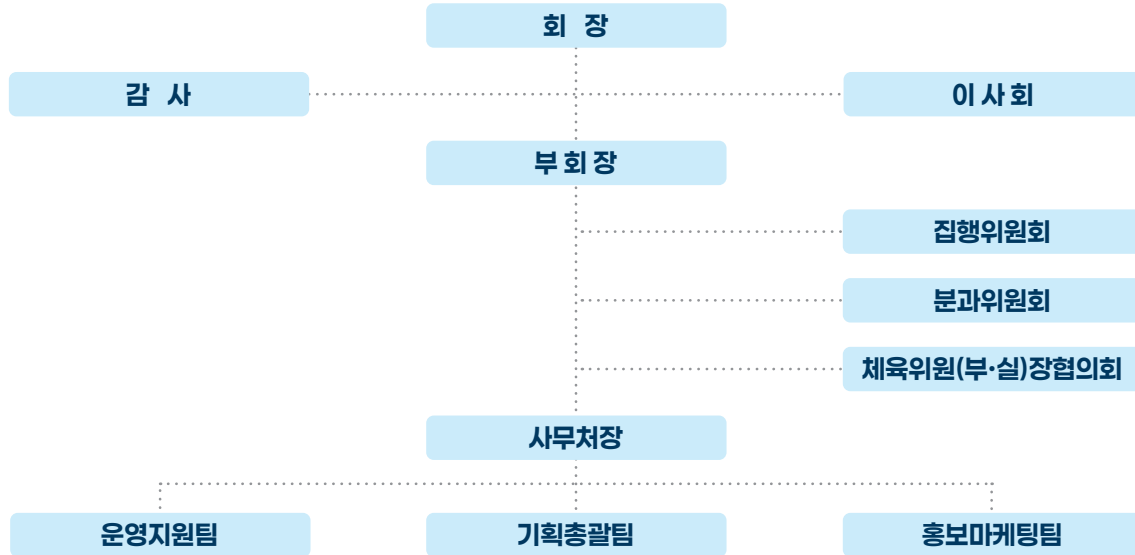 회 장
감 사
이 사 회
부 회 장
집행위원회
분과위원회
체육위원(부·실)장협의회
사무처장
운영지원팀
기획총괄팀
홍보마케팅팀